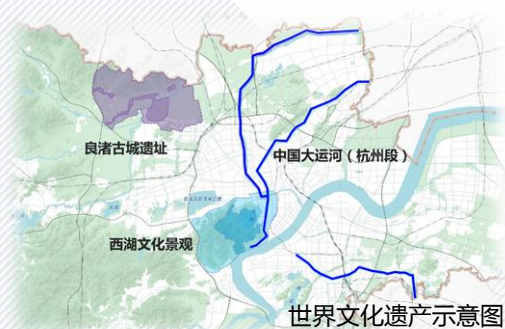 良渚古城遗址
中国大运河（杭州段）
西湖文化景观
世界文化遗产示意图